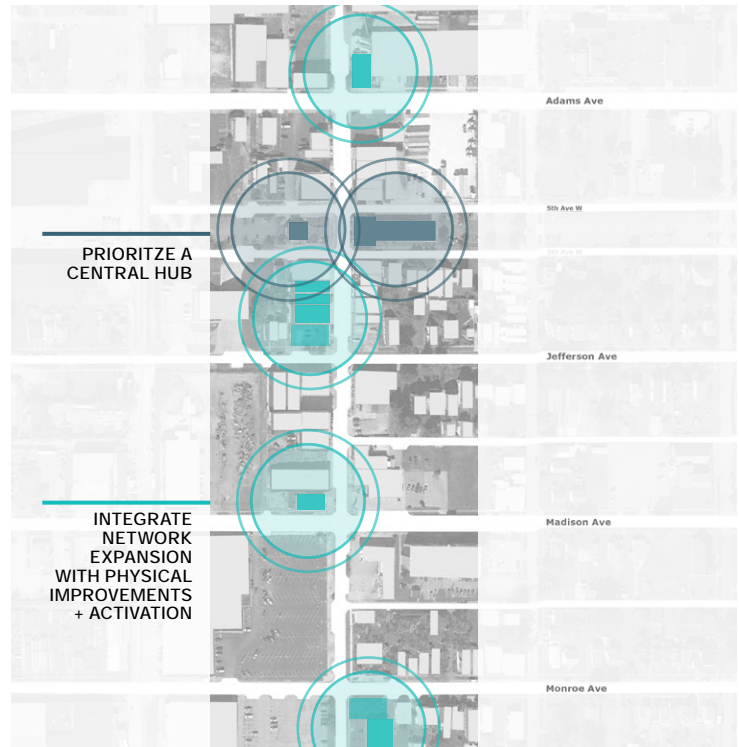 Adams Ave
5th Ave W
PRIORITZE A
CENTRAL HUB
Jefferson Ave
INTEGRATE
NETWORK
EXPANSION
WITH PHYSICAL
IMPROVEMENTS
+ ACTIVATION
Madison Ave
Monroe Ave